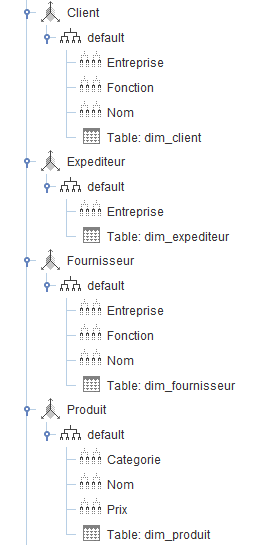 Client
default
Entreprise
Fonction
Nom
Table: dim_client
Expediteur
default
Entreprise
Table: dim_expediteur
Fournisseur
default
Entreprise
Fonction
Nom
Table: dim_fournisseur
Produit
default
Categorie
Nom
Prix
Table: dim_produit